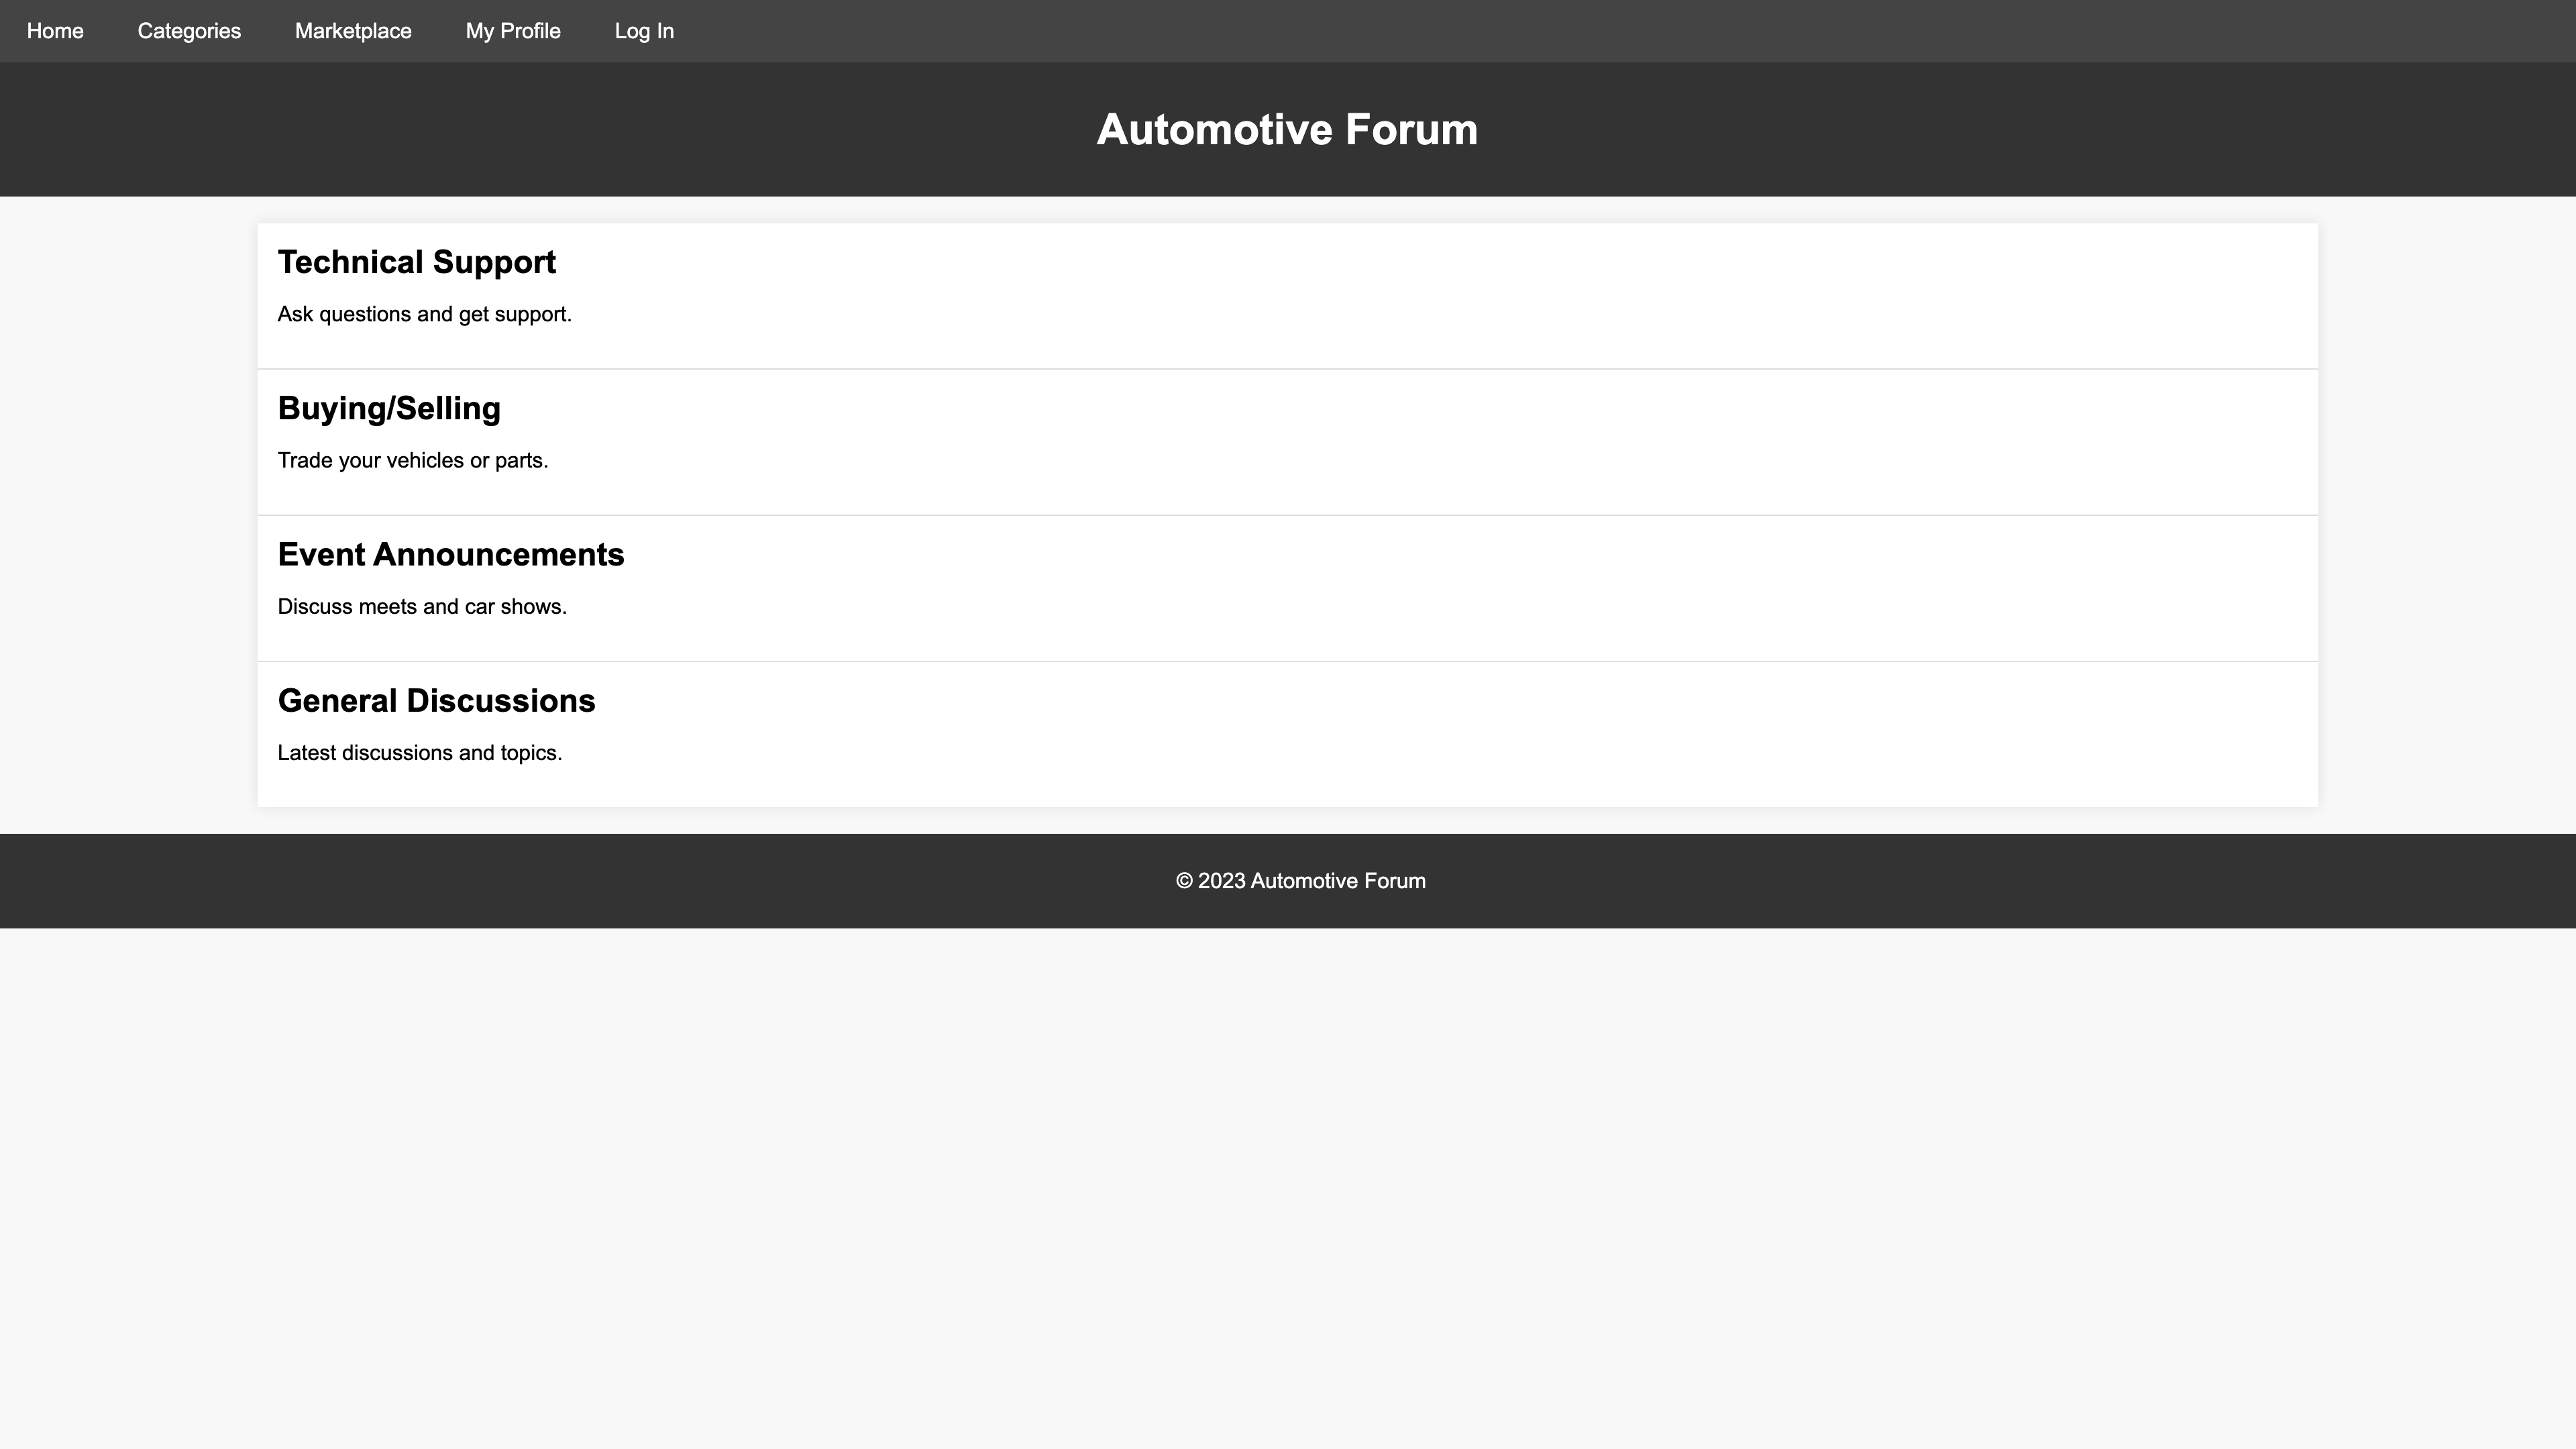 Home Categories Marketplace My Profile Log In
Automotive Forum
Technical Support
Ask questions and get support.
Buying/Selling
Trade your vehicles or parts.
Event Announcements
Discuss meets and car shows.
General Discussions
Latest discussions and topics.
© 2023 Automotive Forum